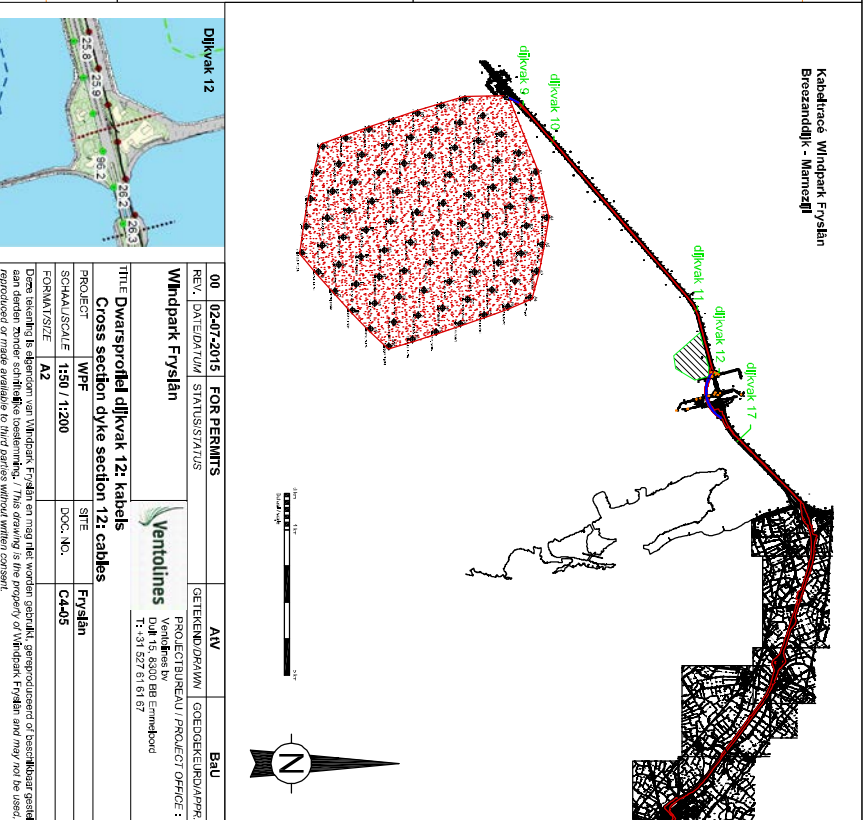 Kabeltracé Windpark Fryslân
Breezanddijk - Marnezijl
dijkvak 9
dijkvak 10
dijkvak 11
dijkvak 12
dijkvak 17
N
Dijkvak 12
25.8
25.9
96.2
26.2
26.3
00 02-07-2015 FOR PERMITS AtV BaU
REV. DATE/DATUM STATUS/STATUS GETEKEND/DRAWN GOEDGEKEURD/APPR.
Windpark Fryslân
Ventolines
PROJECTBUREAU / PROJECT OFFICE :
Ventolines bv
Duit 15, 8300 BB Emmeloord
T: +31 527 61 61 67
TITLE Dwarsprofiel dijkvak 12: kabels
Cross section dyke section 12: cables
PROJECT WPF SITE Fryslân
SCHAAL/SCALE 1:50 / 1:200 DOC. NO. C4-05
FORMAT/SIZE A2
Deze tekening is eigendom van Windpark Fryslân en mag niet worden gebruikt, gereproduceerd of beschikbaar gestel
aan derden zonder schriftelijke toestemming. / This drawing is the property of Windpark Fryslân and may not be used,
reproduced or made available to third parties without written consent.